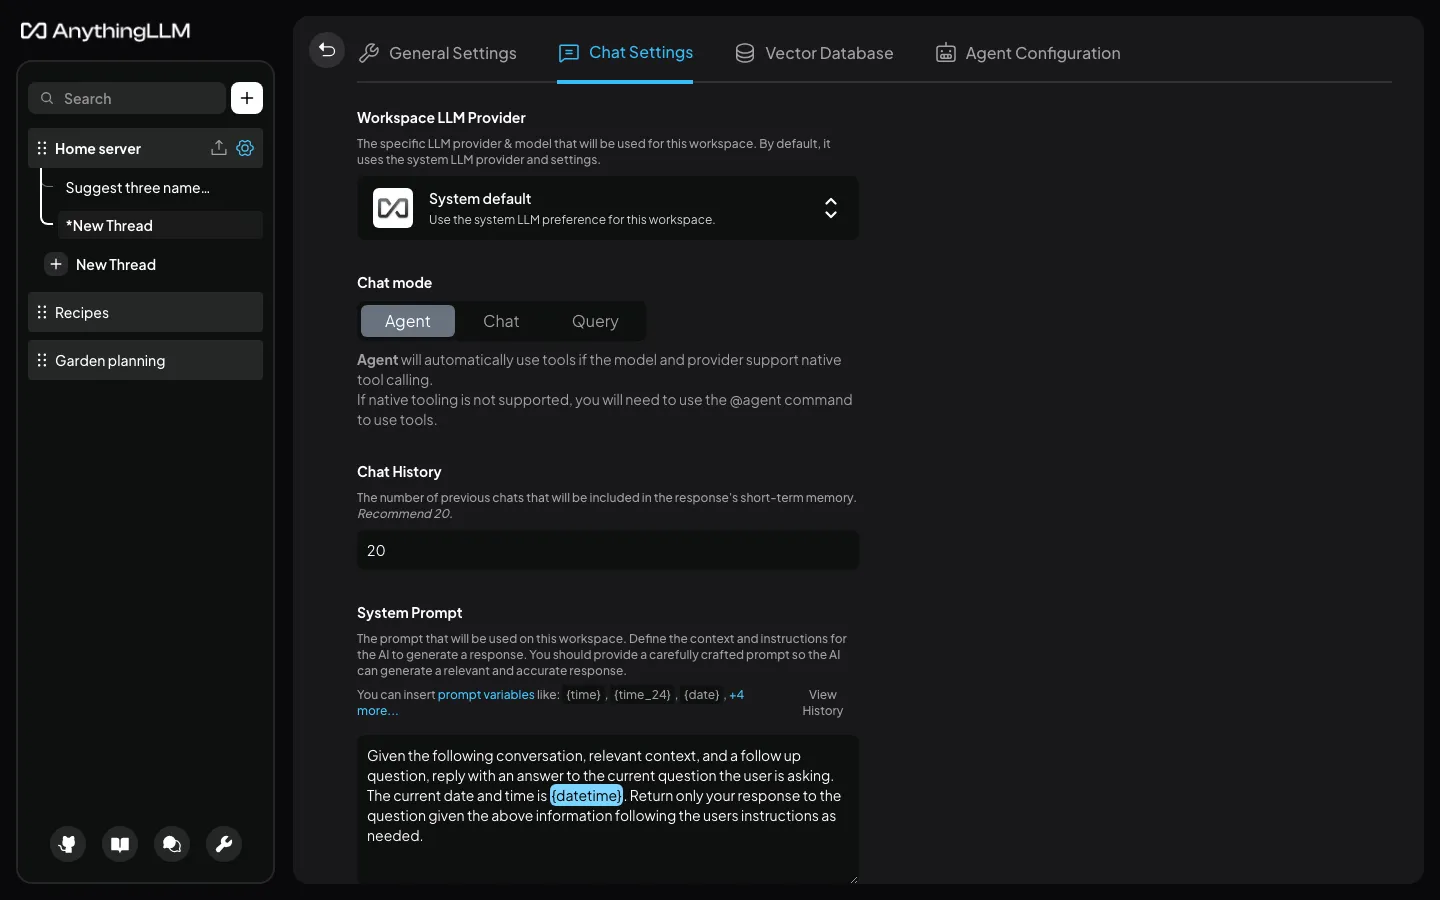 AnythingLLM
Search
Home server
Suggest three name...
*New Thread
New Thread
Recipes
Garden planning
General Settings
Chat Settings
Vector Database
Agent Configuration
Workspace LLM Provider
The specific LLM provider & model that will be used for this workspace. By default, it
uses the system LLM provider and settings.
System default
Use the system LLM preference for this workspace.
Chat mode
Agent
Chat
Query
Agent will automatically use tools if the model and provider support native
tool calling.
If native tooling is not supported, you will need to use the @agent command
to use tools.
Chat History
The number of previous chats that will be included in the response's short-term memory.
Recommend 20.
20
System Prompt
The prompt that will be used on this workspace. Define the context and instructions for
the AI to generate a response. You should provide a carefully crafted prompt so the AI
can generate a relevant and accurate response.
You can insert prompt variables like: {time}, {time_24}, {date}, +4
more...
View
History
Given the following conversation, relevant context, and a follow up
question, reply with an answer to the current question the user is asking.
The current date and time is {datetime}. Return only your response to the
question given the above information following the users instructions as
needed.